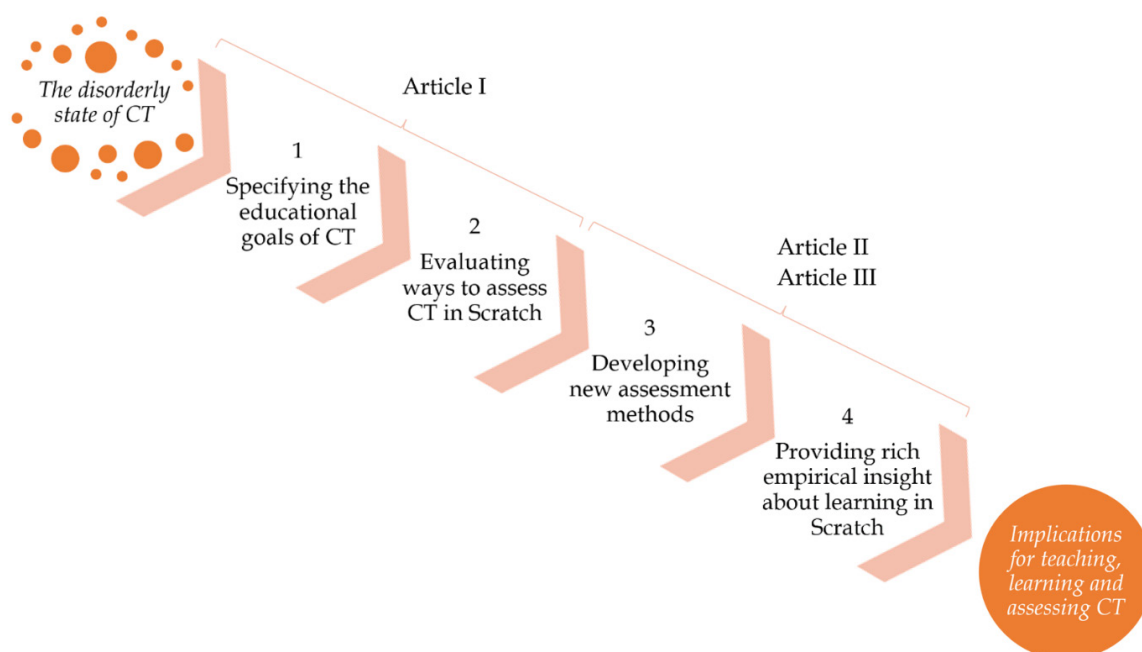 The disorderly
state of CT
Article I
1
Specifying the
educational
goals of CT
2
Evaluating
ways to assess
CT in Scratch
Article II
Article III
3
Developing
new assessment
methods
4
Providing rich
empirical insight
about learning in
Scratch
Implications
for teaching,
learning and
assessing CT